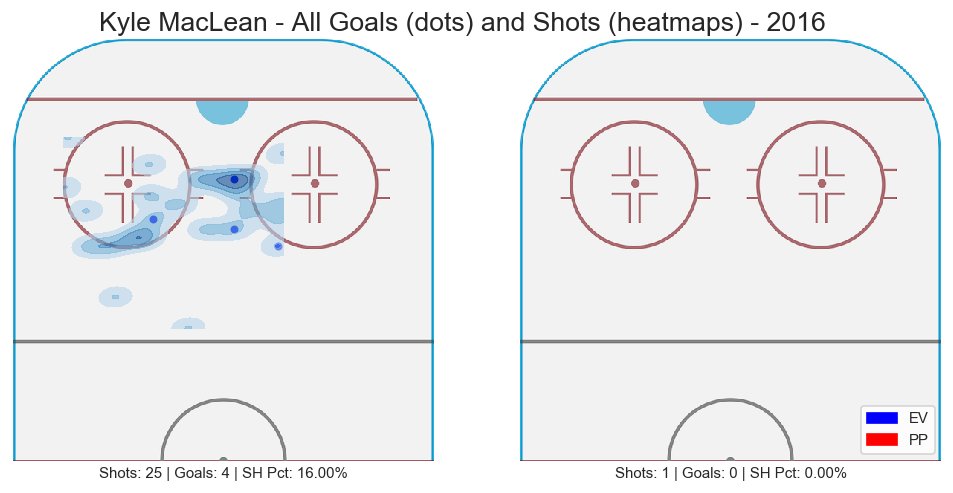 Kyle MacLean - All Goals (dots) and Shots (heatmaps) - 2016
EV
PP
Shots: 25 | Goals: 4 | SH Pct: 16.00%
Shots: 1 | Goals: 0 | SH Pct: 0.00%